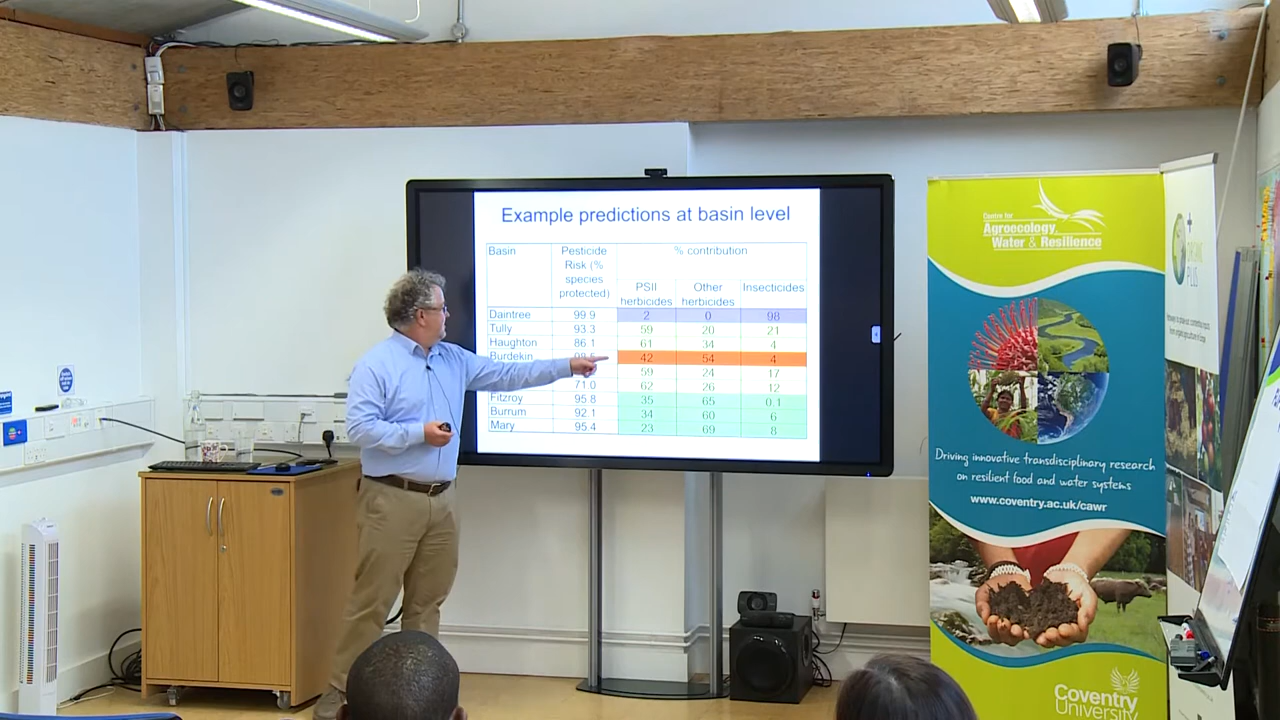 Example predictions at basin level
Basin Pesticide % contribution
Risk (%
species PSII Other Insecticides
protected) herbicides herbicides
Daintree 99.9 2 0 98
Tully 93.3 59 20 21
Haughton 86.1 61 34 4
Burdekin 42 54 4
59 24 17
71.0 62 26 12
Fitzroy 95.8 35 65 0.1
Burrum 92.1 34 60 6
Mary 95.4 23 69 8
Centre for
Agroecology,
Water & Resilience
Driving innovative transdisciplinary research
on resilient food and water systems
www.coventry.ac.uk/cawr
Coventry
University
PLUS